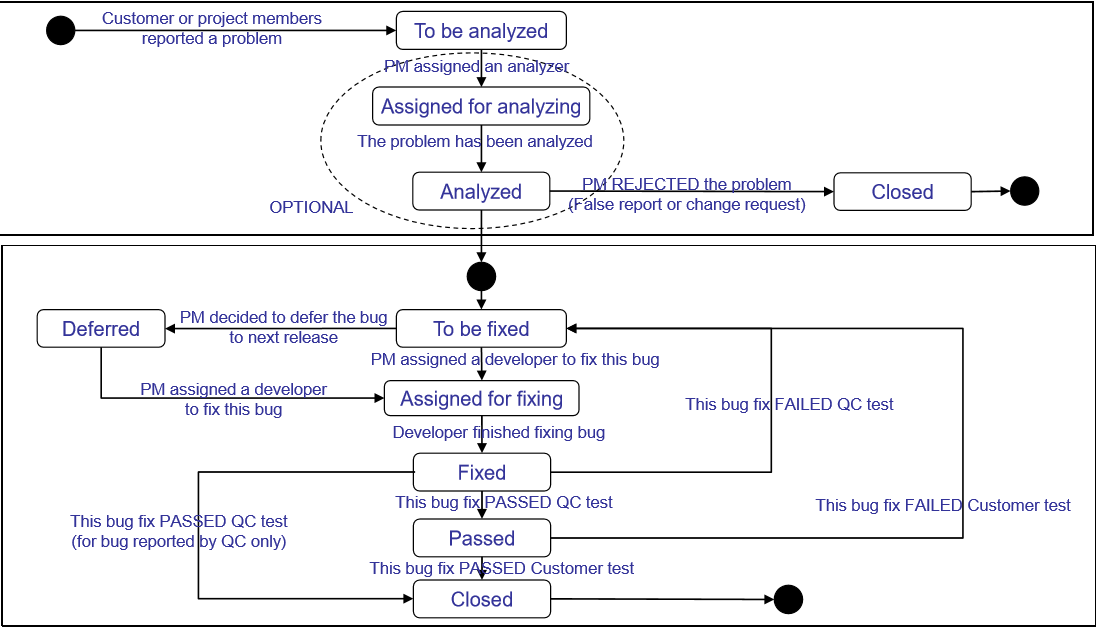 Customer or project members
reported a problem
To be analyzed
PM assigned an analyzer
Assigned for analyzing
The problem has been analyzed
Analyzed
PM REJECTED the problem
(False report or change request)
Closed
OPTIONAL
Deferred
PM decided to defer the bug
to next release
To be fixed
PM assigned a developer to fix this bug
PM assigned a developer
to fix this bug
Assigned for fixing
This bug fix FAILED QC test
Developer finished fixing bug
Fixed
This bug fix PASSED QC test
This bug fix FAILED Customer test
This bug fix PASSED QC test
(for bug reported by QC only)
Passed
This bug fix PASSED Customer test
Closed